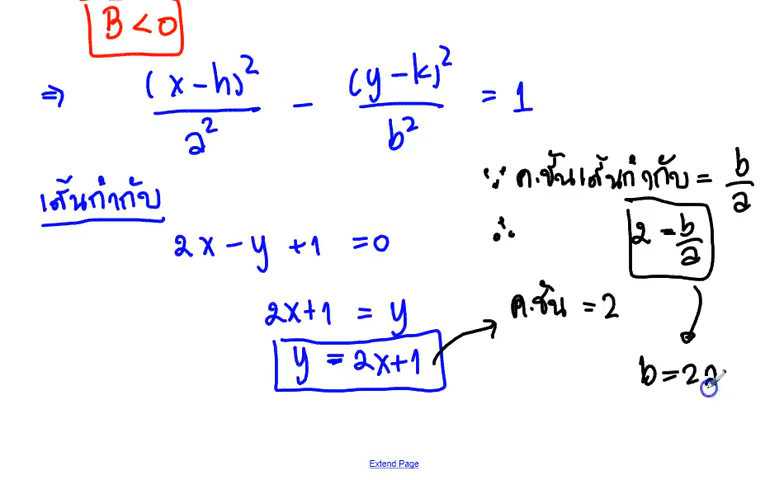 B < 0
⇒ (x-h)²/a² - (y-k)²/b² = 1
∵ ค.ชันเส้นกำกับ = b/a
เส้นกำกับ
2x - y + 1 = 0
∴ 2 = b/a
2x+1 = y
ค.ชัน = 2
y = 2x+1
b = 2a
Extend Page